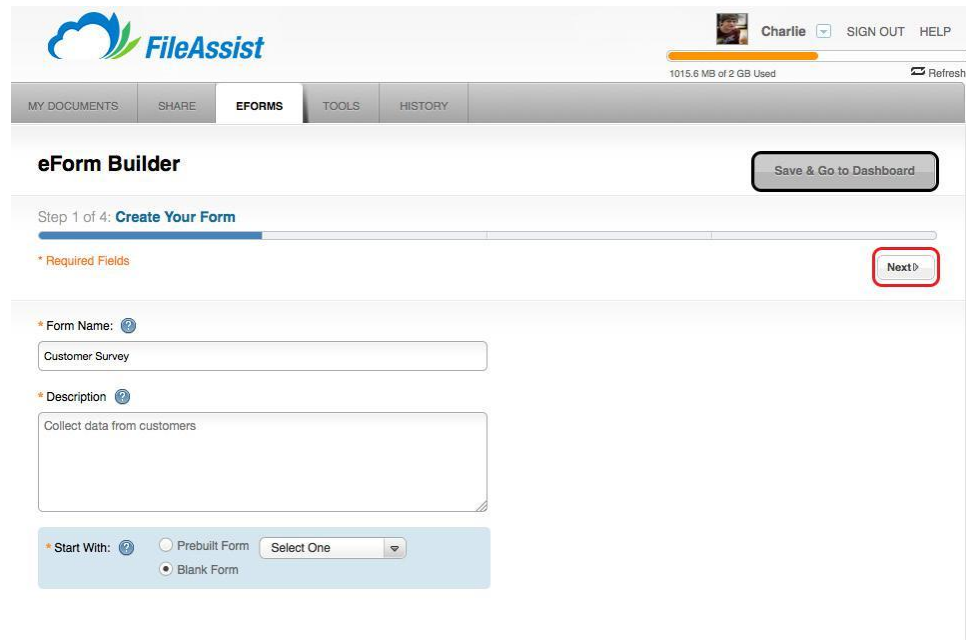 FileAssist
Charlie SIGN OUT HELP
1015.6 MB of 2 GB Used Refresh
MY DOCUMENTS SHARE EFORMS TOOLS HISTORY
eForm Builder
Save & Go to Dashboard
Step 1 of 4: Create Your Form
* Required Fields
Next
* Form Name: ?
Customer Survey
* Description ?
Collect data from customers
* Start With: ? Prebuilt Form Select One
Blank Form